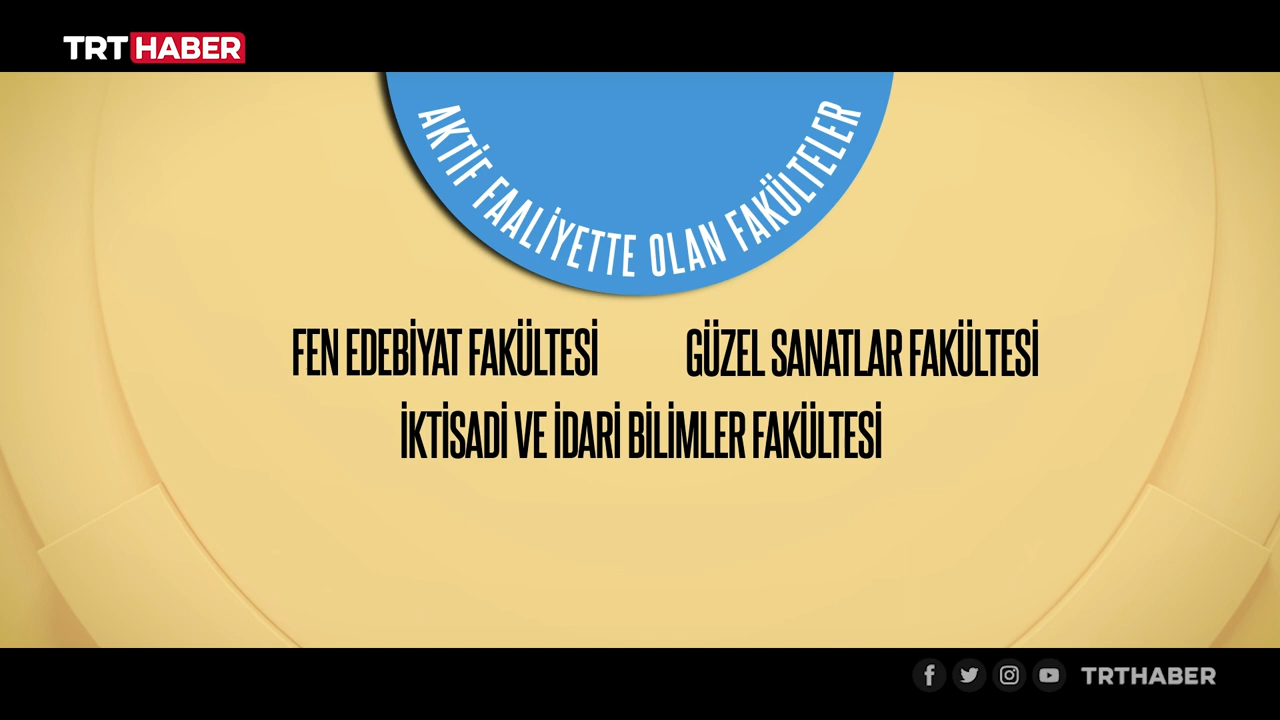 TRT HABER
AKTİF FAALİYETTE OLAN FAKÜLTELER
FEN EDEBİYAT FAKÜLTESİ GÜZEL SANATLAR FAKÜLTESİ
İKTİSADİ VE İDARİ BİLİMLER FAKÜLTESİ
TRTHABER